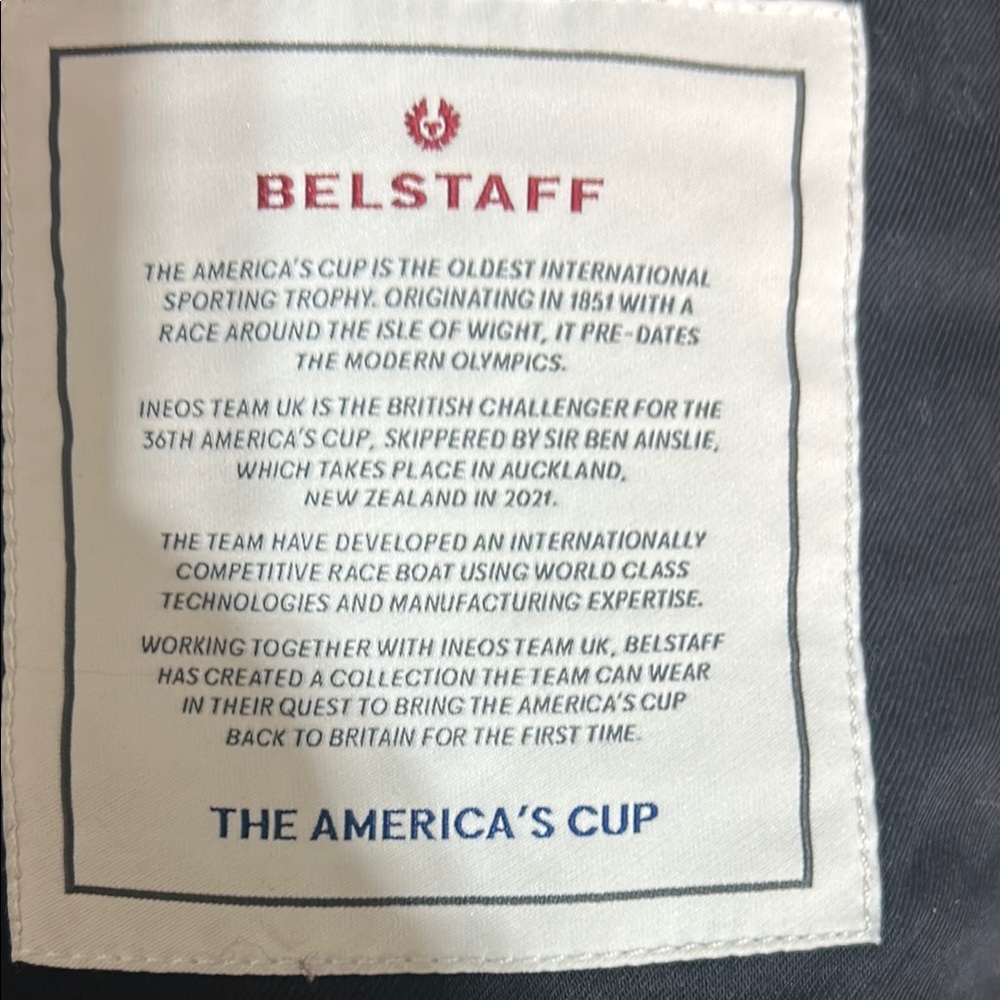 BELSTAFF
THE AMERICA'S CUP IS THE OLDEST INTERNATIONAL
SPORTING TROPHY. ORIGINATING IN 1851 WITH A
RACE AROUND THE ISLE OF WIGHT, IT PRE-DATES
THE MODERN OLYMPICS.
INEOS TEAM UK IS THE BRITISH CHALLENGER FOR THE
36TH AMERICA'S CUP, SKIPPERED BY SIR BEN AINSLIE,
WHICH TAKES PLACE IN AUCKLAND,
NEW ZEALAND IN 2021.
THE TEAM HAVE DEVELOPED AN INTERNATIONALLY
COMPETITIVE RACE BOAT USING WORLD CLASS
TECHNOLOGIES AND MANUFACTURING EXPERTISE.
WORKING TOGETHER WITH INEOS TEAM UK, BELSTAFF
HAS CREATED A COLLECTION THE TEAM CAN WEAR
IN THEIR QUEST TO BRING THE AMERICA'S CUP
BACK TO BRITAIN FOR THE FIRST TIME.
THE AMERICA'S CUP